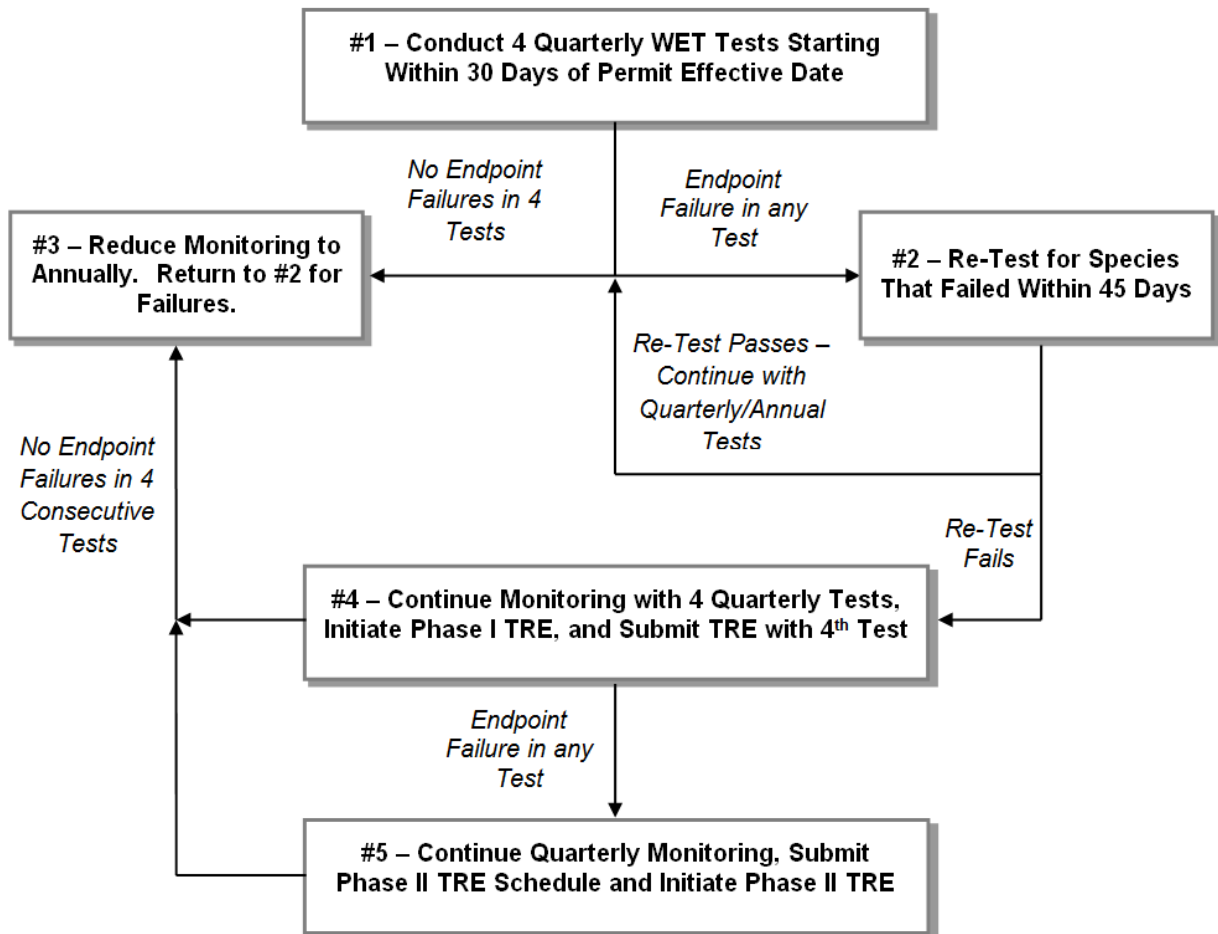 #1 – Conduct 4 Quarterly WET Tests Starting
Within 30 Days of Permit Effective Date
No Endpoint
Failures in 4
Tests
Endpoint
Failure in any
Test
#3 – Reduce Monitoring to
Annually.   Return to #2 for
Failures.
#2 – Re-Test for Species
That Failed Within 45 Days
Re-Test Passes –
Continue with
Quarterly/Annual
Tests
No Endpoint
Failures in 4
Consecutive
Tests
Re-Test
Fails
#4 – Continue Monitoring with 4 Quarterly Tests,
Initiate Phase I TRE, and Submit TRE with 4th Test
Endpoint
Failure in any
Test
#5 – Continue Quarterly Monitoring, Submit
Phase II TRE Schedule and Initiate Phase II TRE